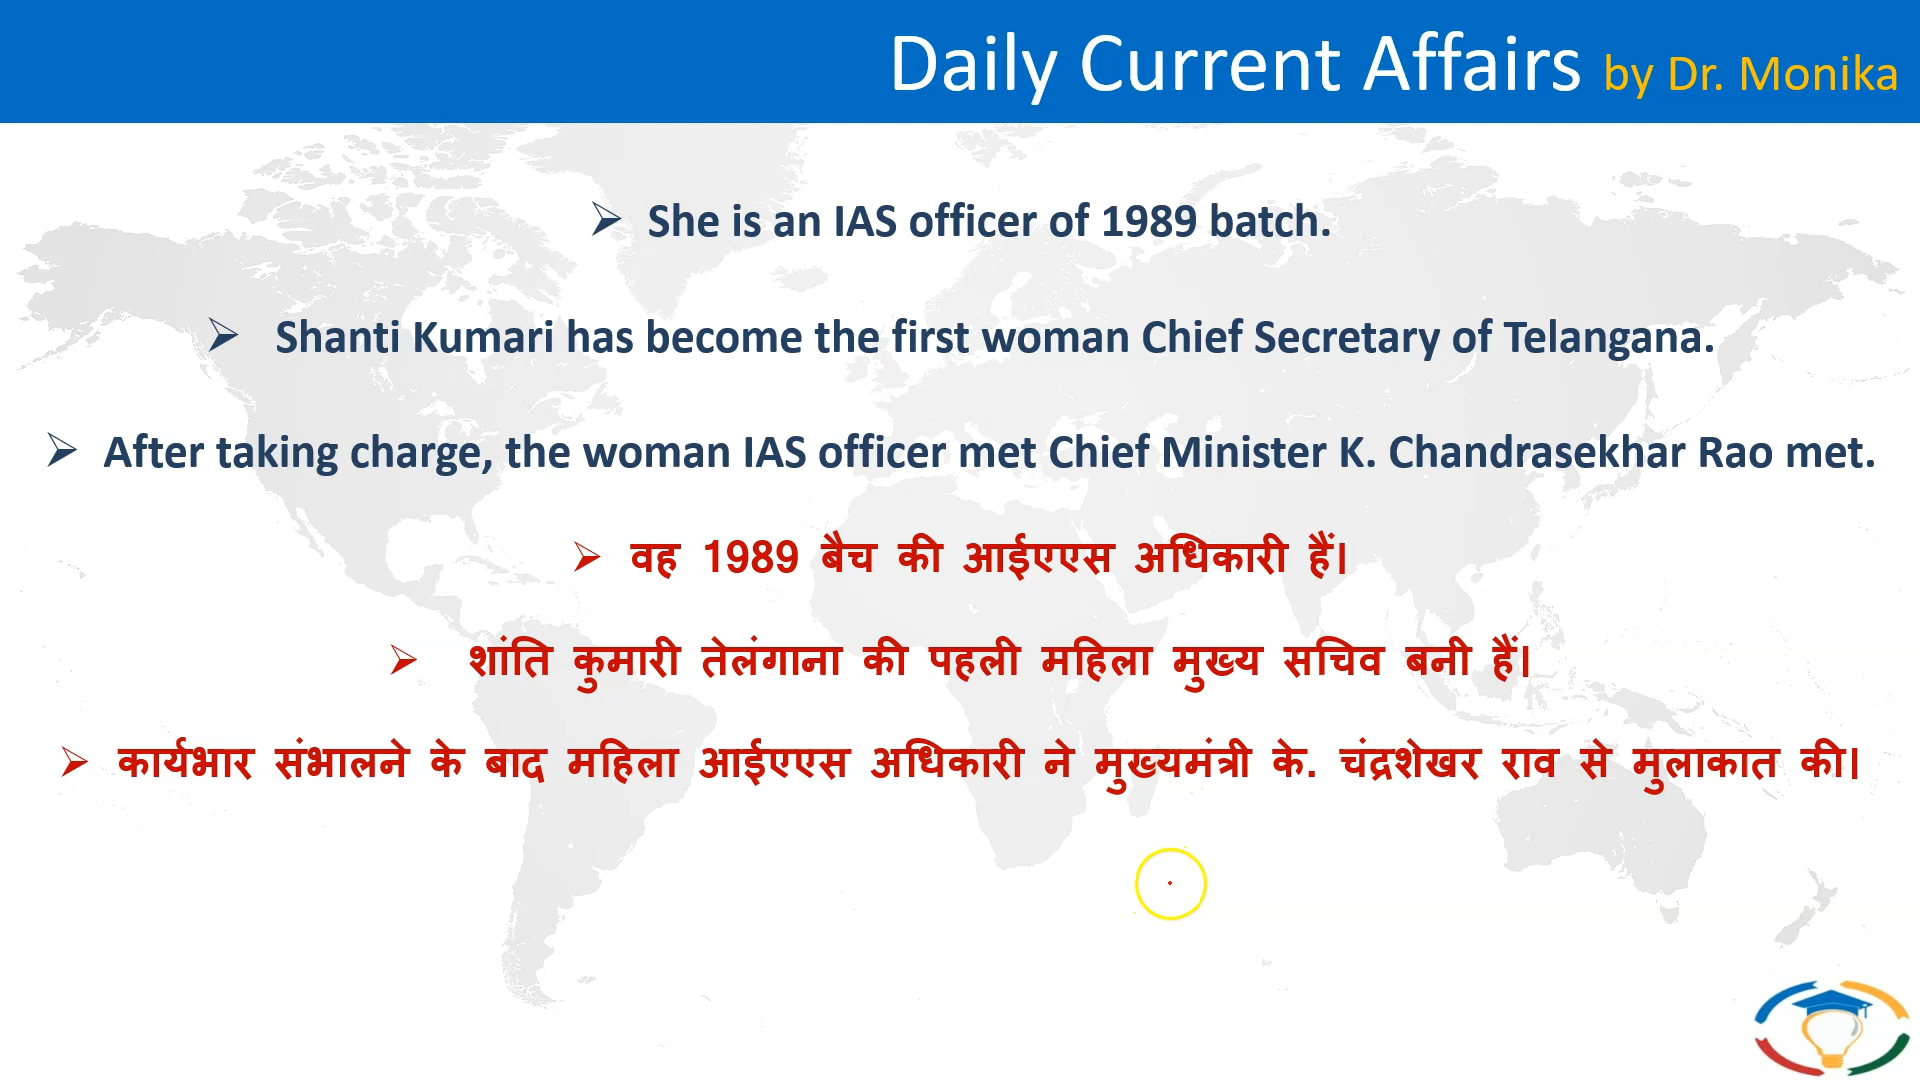 Daily Current Affairs by Dr. Monika
➢ She is an IAS officer of 1989 batch.
➢ Shanti Kumari has become the first woman Chief Secretary of Telangana.
➢ After taking charge, the woman IAS officer met Chief Minister K. Chandrasekhar Rao met.
➢ वह 1989 बैच की आईएएस अधिकारी हैं।
➢ शांति कुमारी तेलंगाना की पहली महिला मुख्य सचिव बनी हैं।
➢ कार्यभार संभालने के बाद महिला आईएएस अधिकारी ने मुख्यमंत्री के. चंद्रशेखर राव से मुलाकात की।